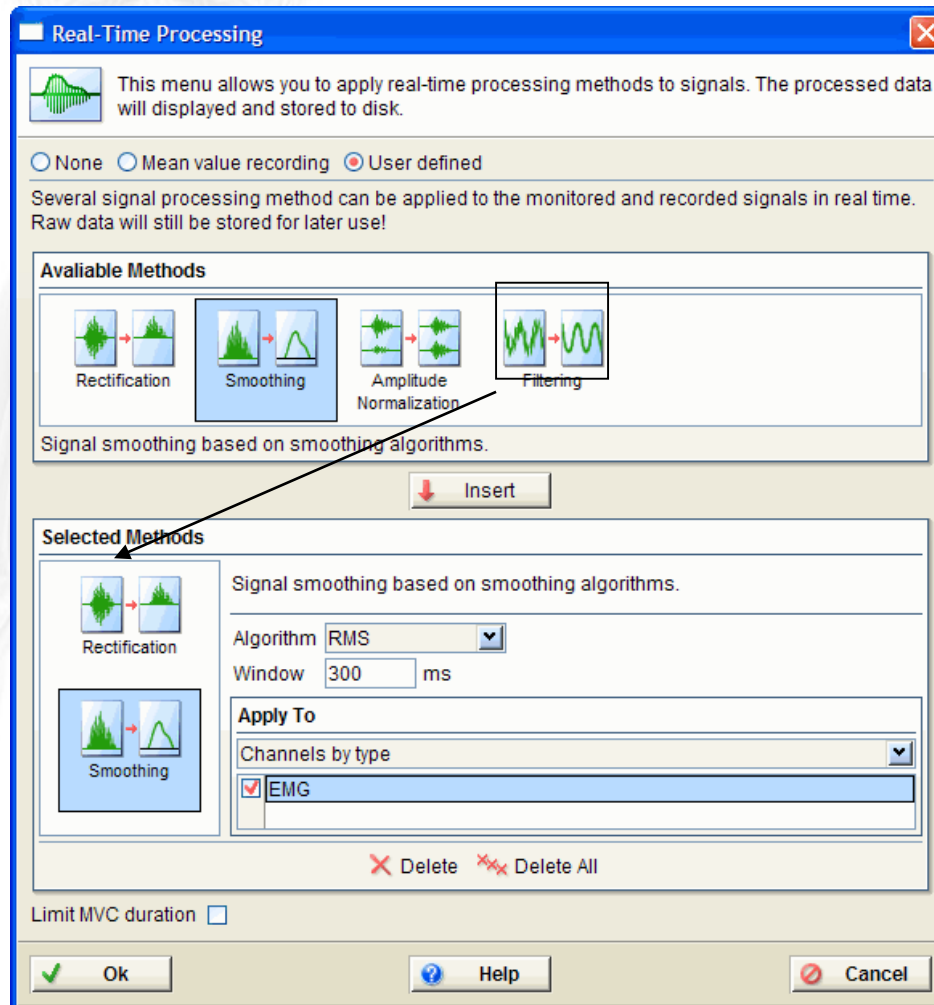 Real-Time Processing
This menu allows you to apply real-time processing methods to signals. The processed data
will displayed and stored to disk.
None Mean value recording User defined
Several signal processing method can be applied to the monitored and recorded signals in real time.
Raw data will still be stored for later use!
Avaliable Methods
Rectification Smoothing Amplitude Filtering
Normalization
Signal smoothing based on smoothing algorithms.
Insert
Selected Methods
Rectification
Smoothing
Signal smoothing based on smoothing algorithms.
Algorithm RMS
Window 300 ms
Apply To
Channels by type
EMG
Delete Delete All
Limit MVC duration
Ok Help Cancel